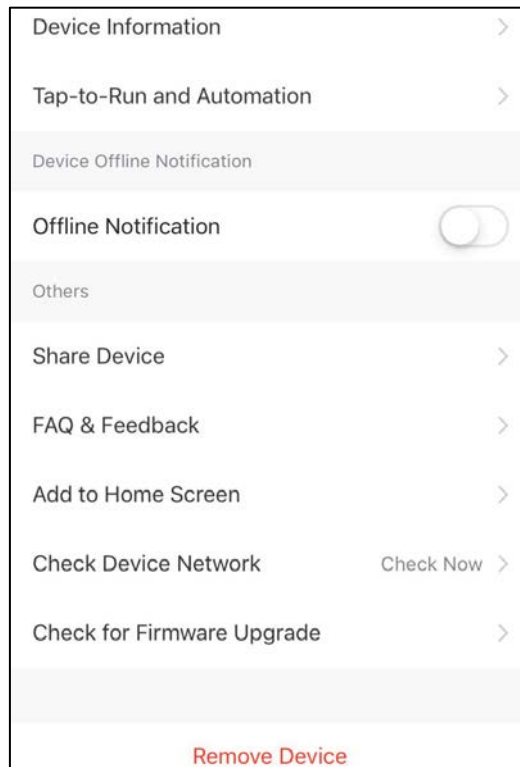 Device Information
Tap-to-Run and Automation
Device Offline Notification
Offline Notification
Others
Share Device
FAQ & Feedback
Add to Home Screen
Check Device Network Check Now
Check for Firmware Upgrade
Remove Device